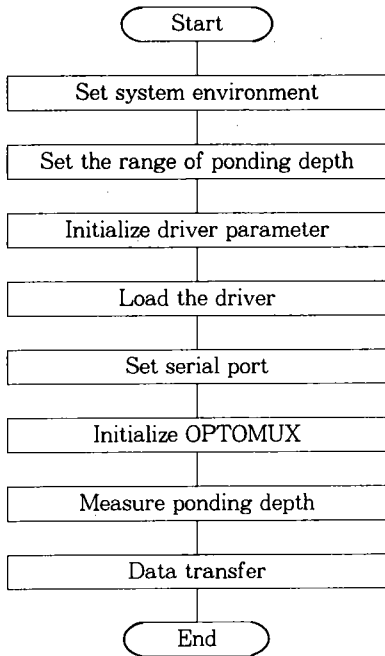 Start
Set system environment
Set the range of ponding depth
Initialize driver parameter
Load the driver
Set serial port
Initialize OPTOMUX
Measure ponding depth
Data transfer
End